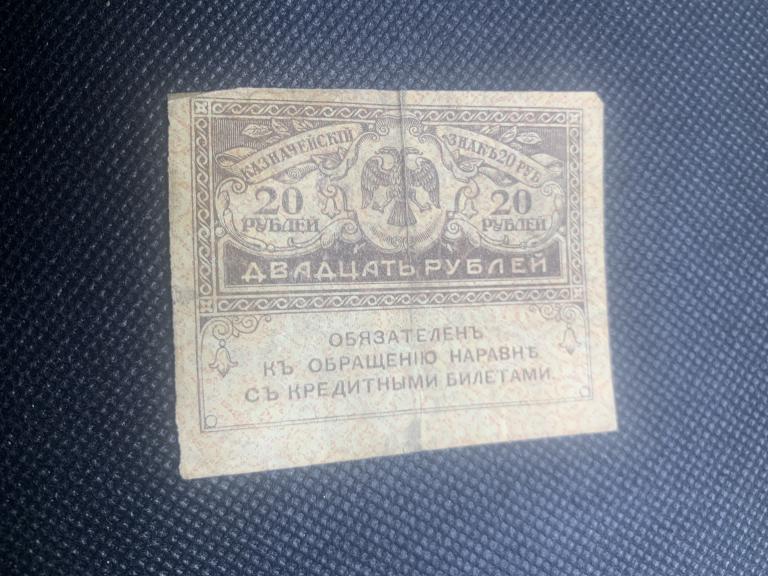 КАЗНАЧЕЙСКІЙ ЗНАКЪ 20 РУБ.
20 РУБЛЕЙ
20 РУБЛЕЙ
ДВАДЦАТЬ РУБЛЕЙ
ОБЯЗАТЕЛЕНЪ
КЪ ОБРАЩЕНІЮ НАРАВНѢ
СЪ КРЕДИТНЫМИ БИЛЕТАМИ.